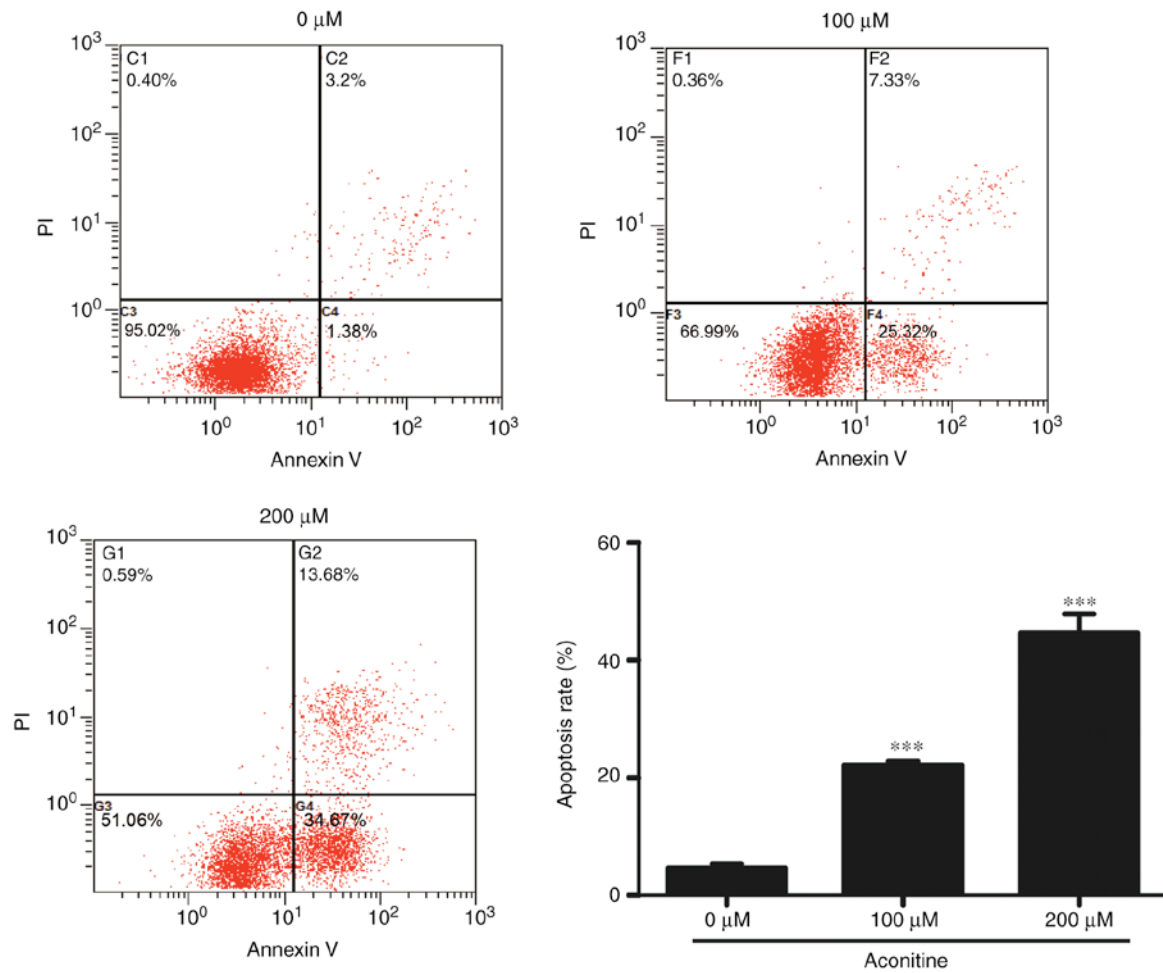 0 μM
10³
10²
10¹
10⁰
PI
C1
0.40%
C2
3.2%
C3
95.02%
C4
1.38%
10⁰ 10¹ 10² 10³
Annexin V
100 μM
10³
10²
10¹
10⁰
PI
F1
0.36%
F2
7.33%
F3
66.99%
F4
25.32%
10⁰ 10¹ 10² 10³
Annexin V
200 μM
10³
10²
10¹
10⁰
PI
G1
0.59%
G2
13.68%
G3
51.06%
G4
34.67%
10⁰ 10¹ 10² 10³
Annexin V
60
40
20
0
Apoptosis rate (%)
***
***
0 μM 100 μM 200 μM
Aconitine